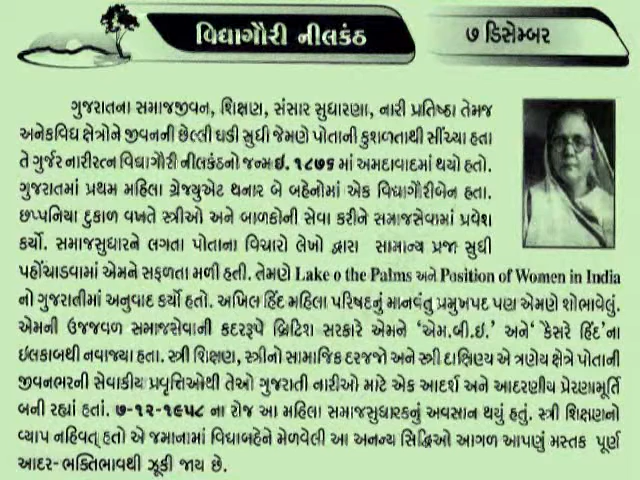 વિદ્યાગૌરી નીલકંઠ
૭ ડિસેમ્બર
ગુજરાતના સમાજજીવન, શિક્ષણ, સંસાર સુધારણા, નારી પ્રતિષ્ઠા તેમજ
અનેકવિધ ક્ષેત્રોને જીવનની છેલ્લી ઘડી સુધી જેમણે પોતાની કુશળતાથી સીંચ્યા હતા
તે ગુર્જર નારીરત્ન વિદ્યાગૌરી નીલકંઠનો જન્મ ઇ. ૧૮૭૬ માં અમદાવાદમાં થયો હતો.
ગુજરાતમાં પ્રથમ મહિલા ગ્રેજ્યુએટ થનાર બે બહેનોમાં એક વિદ્યાગૌરીબેન હતા.
છપ્પનિયા દુકાળ વખતે સ્ત્રીઓ અને બાળકોની સેવા કરીને સમાજસેવામાં પ્રવેશ
કર્યો. સમાજસુધારને લગતા પોતાના વિચારો લેખો દ્વારા સામાન્ય પ્રજા સુધી
પહોંચાડવામાં એમને સફળતા મળી હતી. તેમણે Lake o the Palms અને Position of Women in India
નો ગુજરાતીમાં અનુવાદ કર્યો હતો. અખિલ હિંદ મહિલા પરિષદનું માનવંતુ પ્રમુખપદ પણ એમણે શોભાવેલું.
એમની ઉજજવળ સમાજસેવાની કદરરૂપે બ્રિટિશ સરકારે એમને 'એમ.બી.ઇ.' અને' કૈસરે હિંદ'ના
ઇલકાબથી નવાજ્યા હતા. સ્ત્રી શિક્ષણ, સ્ત્રીનો સામાજિક દરજજો અને સ્ત્રી દાક્ષિણ્ય એ ત્રણેય ક્ષેત્રે પોતાની
જીવનભરની સેવાકીય પ્રવૃત્તિઓથી તેઓ ગુજરાતી નારીઓ માટે એક આદર્શ અને આદરણીય પ્રેરણામૂર્તિ
બની રહ્યાં હતાં. ૭-૧૨-૧૯૫૮ ના રોજ આ મહિલા સમાજસુધારકનું અવસાન થયું હતું. સ્ત્રી શિક્ષણનો
વ્યાપ નહિવત્ હતો એ જમાનામાં વિદ્યાબહેને મેળવેલી આ અનન્ય સિદ્ધિઓ આગળ આપણું મસ્તક પૂર્ણ
આદર-ભક્તિભાવથી ઝૂકી જાય છે.